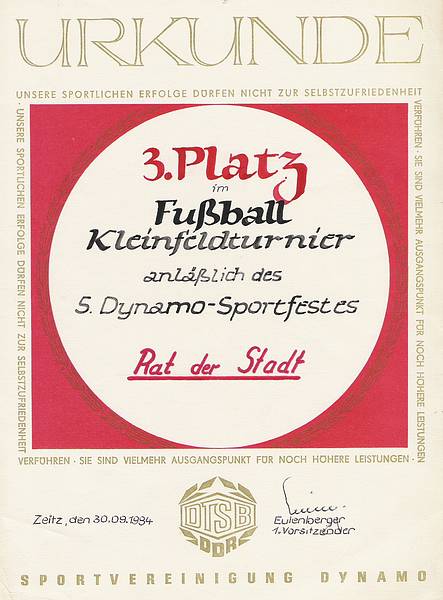 URKUNDE
UNSERE SPORTLICHEN ERFOLGE DÜRFEN NICHT ZUR SELBSTZUFRIEDENHEIT
VERFÜHREN · SIE SIND VIELMEHR AUSGANGSPUNKT FÜR NOCH HÖHERE LEISTUNGEN
· UNSERE SPORTLICHEN ERFOLGE DÜRFEN NICHT ZUR SELBSTZUFRIEDENHEIT
VERFÜHREN · SIE SIND VIELMEHR AUSGANGSPUNKT FÜR NOCH HÖHERE LEISTUNGEN ·
3. Platz
im
Fußball
Kleinfeldturnier
anläßlich des
5. Dynamo-Sportfestes
Rat der Stadt
Zeitz, den 30.09.1984
DTSB
DDR
Eulenberger
1. Vorsitzender
SPORTVEREINIGUNG DYNAMO